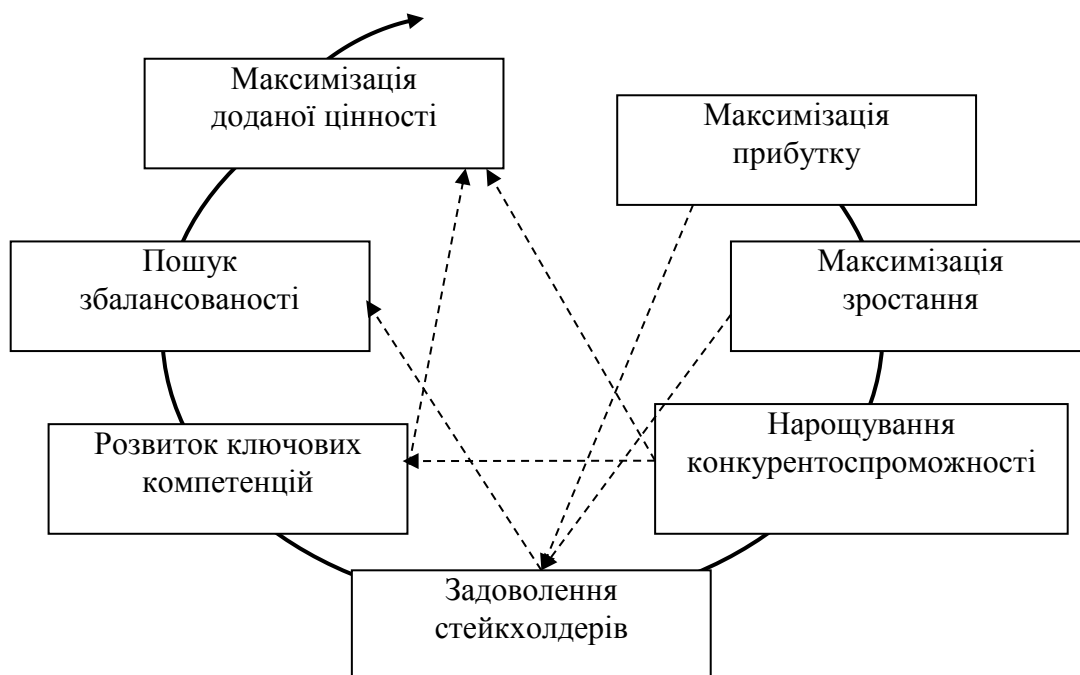 Максимізація
доданої цінності
Максимізація
прибутку
Пошук
збалансованості
Максимізація
зростання
Розвиток ключових
компетенцій
Нарощування
конкурентоспроможності
Задоволення
стейкхолдерів